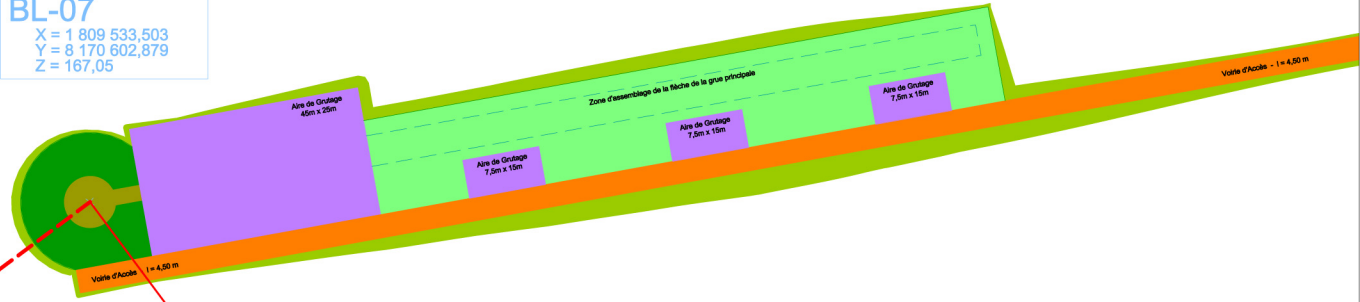 BL-07
X = 1 809 533,503
Y = 8 170 602,879
Z = 167,05
Aire de Grutage
45m x 25m
Zone d'assemblage de la flèche de la grue principale
Aire de Grutage
7,5m x 15m
Aire de Grutage
7,5m x 15m
Aire de Grutage
7,5m x 15m
Voirie d'Accès - l = 4,50 m
Voirie d'Accès l = 4,50 m